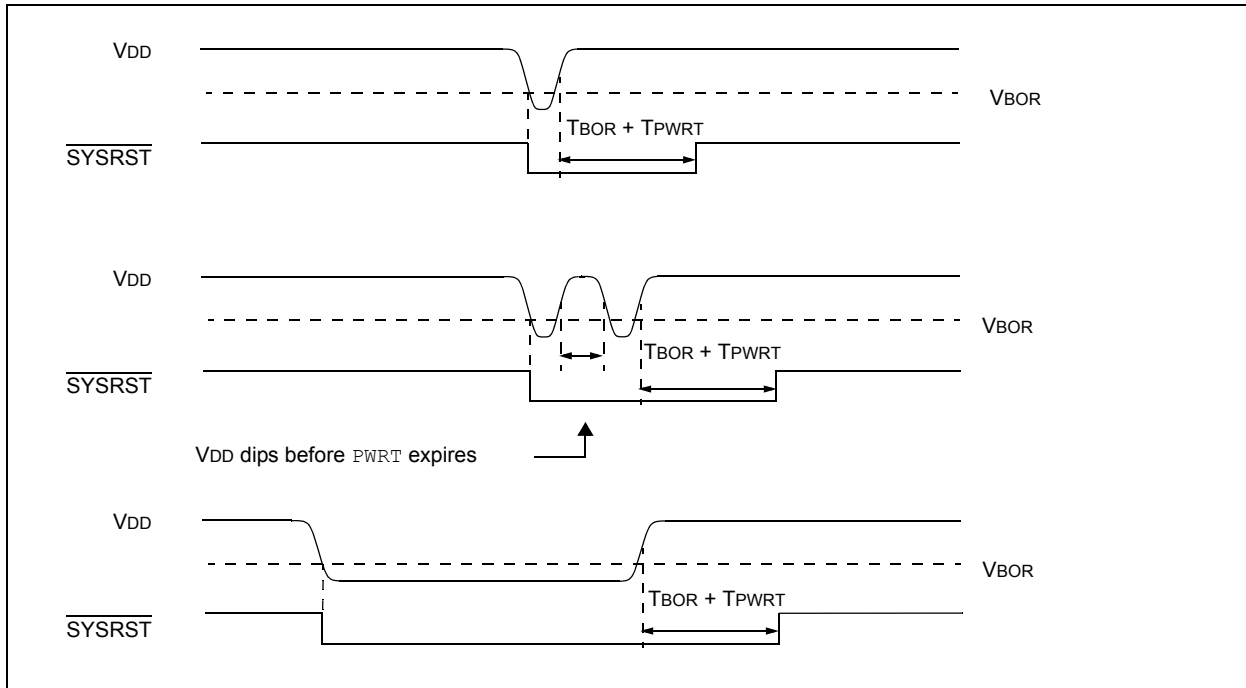 VDD
VBOR
TBOR + TPWRT
SYSRST
VDD
VBOR
TBOR + TPWRT
SYSRST
VDD dips before PWRT expires
VDD
VBOR
TBOR + TPWRT
SYSRST